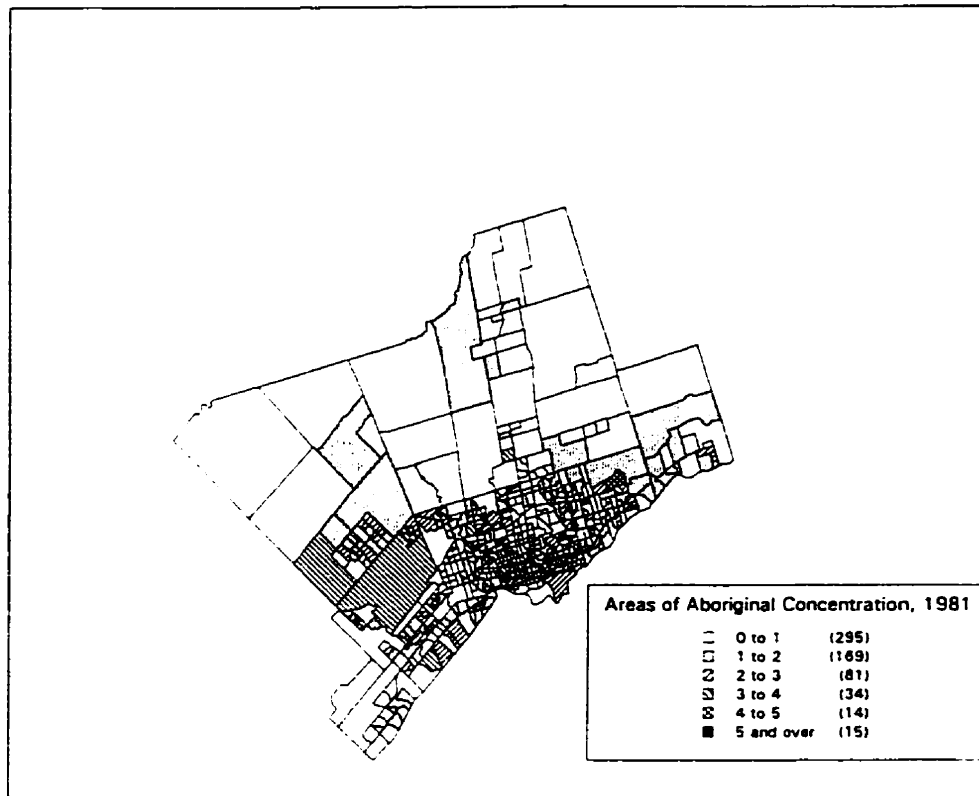 Areas of Aboriginal Concentration, 1981
0 to 1 (295)
1 to 2 (169)
2 to 3 (81)
3 to 4 (34)
4 to 5 (14)
5 and over (15)